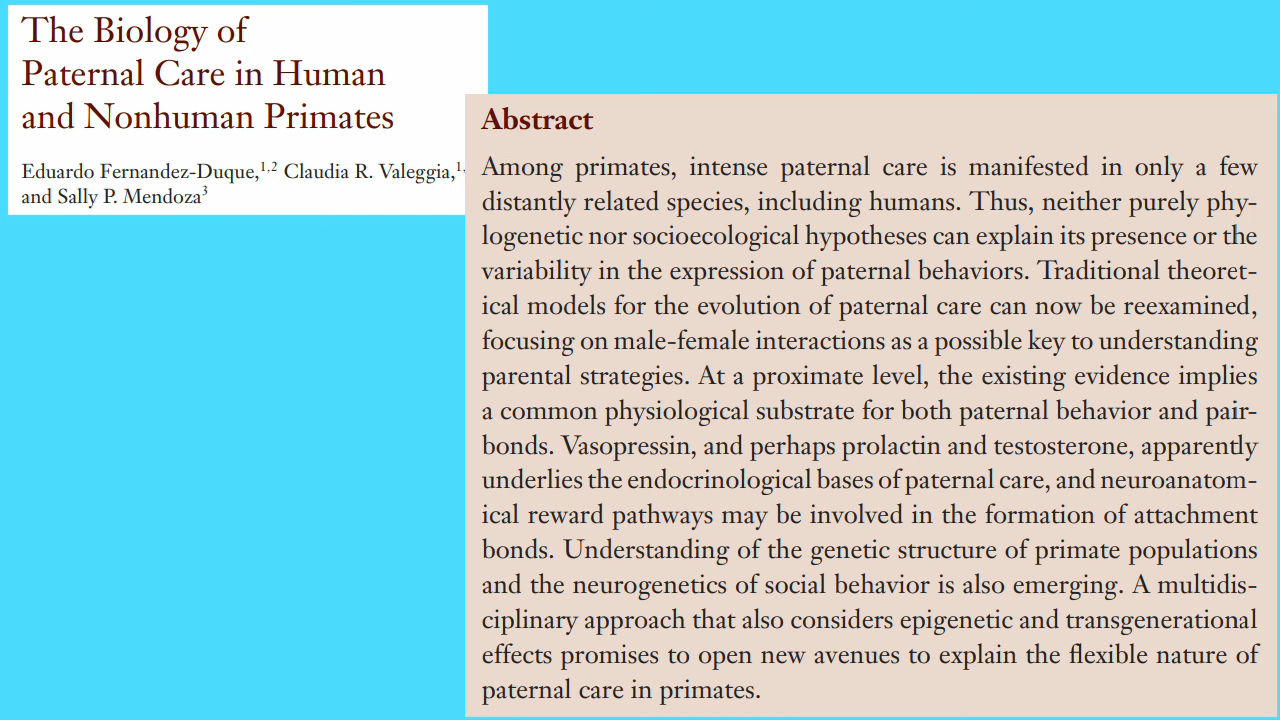 The Biology of
Paternal Care in Human
and Nonhuman Primates
Eduardo Fernandez-Duque,1,2 Claudia R. Valeggia,1,
and Sally P. Mendoza3
Abstract
Among primates, intense paternal care is manifested in only a few
distantly related species, including humans. Thus, neither purely phy-
logenetic nor socioecological hypotheses can explain its presence or the
variability in the expression of paternal behaviors. Traditional theoret-
ical models for the evolution of paternal care can now be reexamined,
focusing on male-female interactions as a possible key to understanding
parental strategies. At a proximate level, the existing evidence implies
a common physiological substrate for both paternal behavior and pair-
bonds. Vasopressin, and perhaps prolactin and testosterone, apparently
underlies the endocrinological bases of paternal care, and neuroanatom-
ical reward pathways may be involved in the formation of attachment
bonds. Understanding of the genetic structure of primate populations
and the neurogenetics of social behavior is also emerging. A multidis-
ciplinary approach that also considers epigenetic and transgenerational
effects promises to open new avenues to explain the flexible nature of
paternal care in primates.